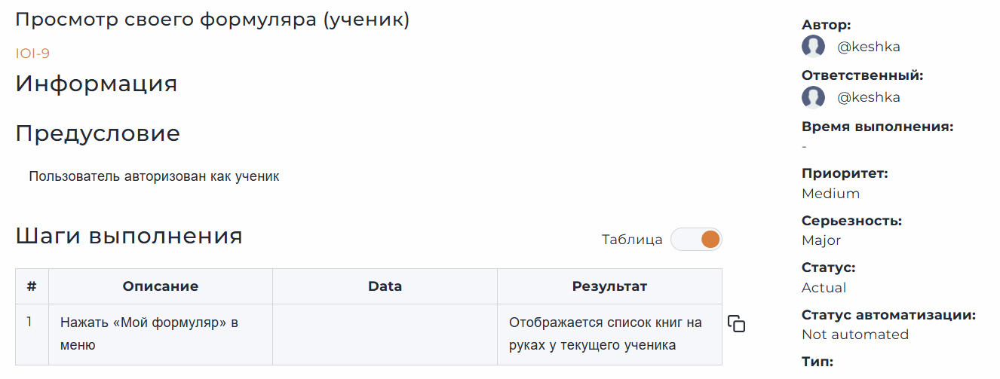 Просмотр своего формуляра (ученик)
IOI-9
Информация
Предусловие
Пользователь авторизован как ученик
Шаги выполнения
Таблица
# Описание Data Результат
1 Нажать «Мой формуляр» в Отображается список книг на
меню руках у текущего ученика
Автор:
@keshka
Ответственный:
@keshka
Время выполнения:
-
Приоритет:
Medium
Серьезность:
Major
Статус:
Actual
Статус автоматизации:
Not automated
Тип: